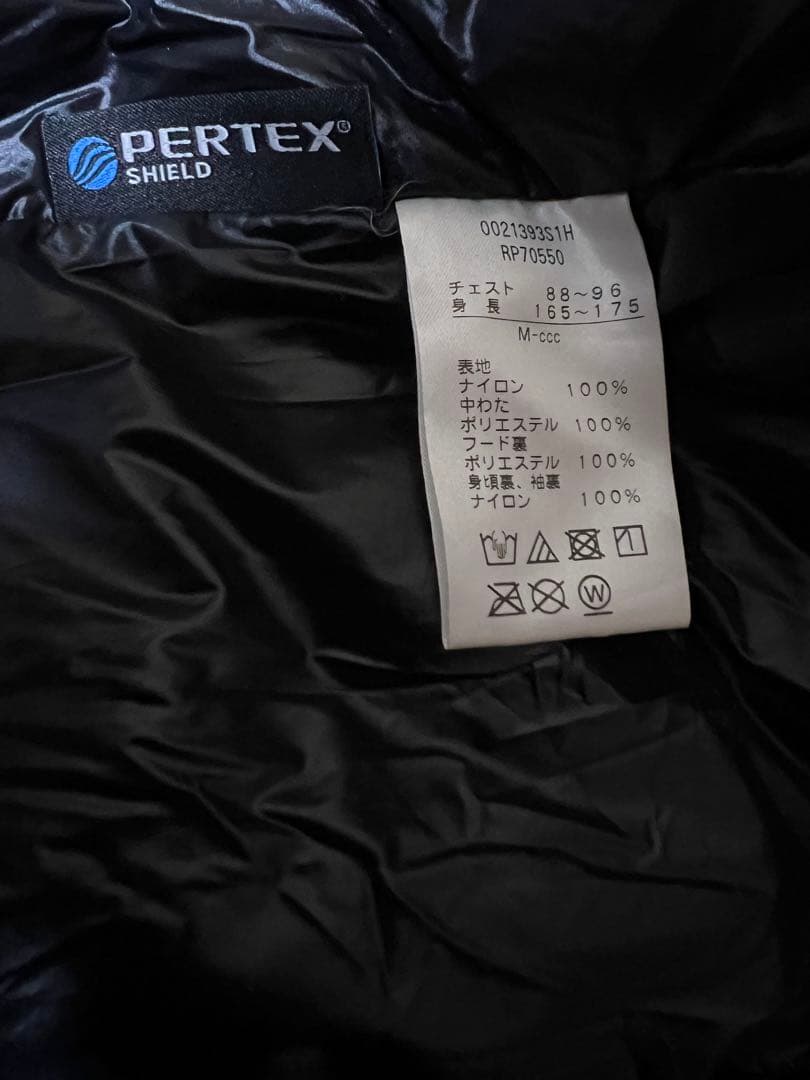 PERTEX®
SHIELD
0021393S1H
RP70550
チェスト 88～96
身長 165～175
M-ccc
表地
ナイロン 100%
中わた
ポリエステル 100%
フード裏
ポリエステル 100%
身頃裏、袖裏
ナイロン 100%
W